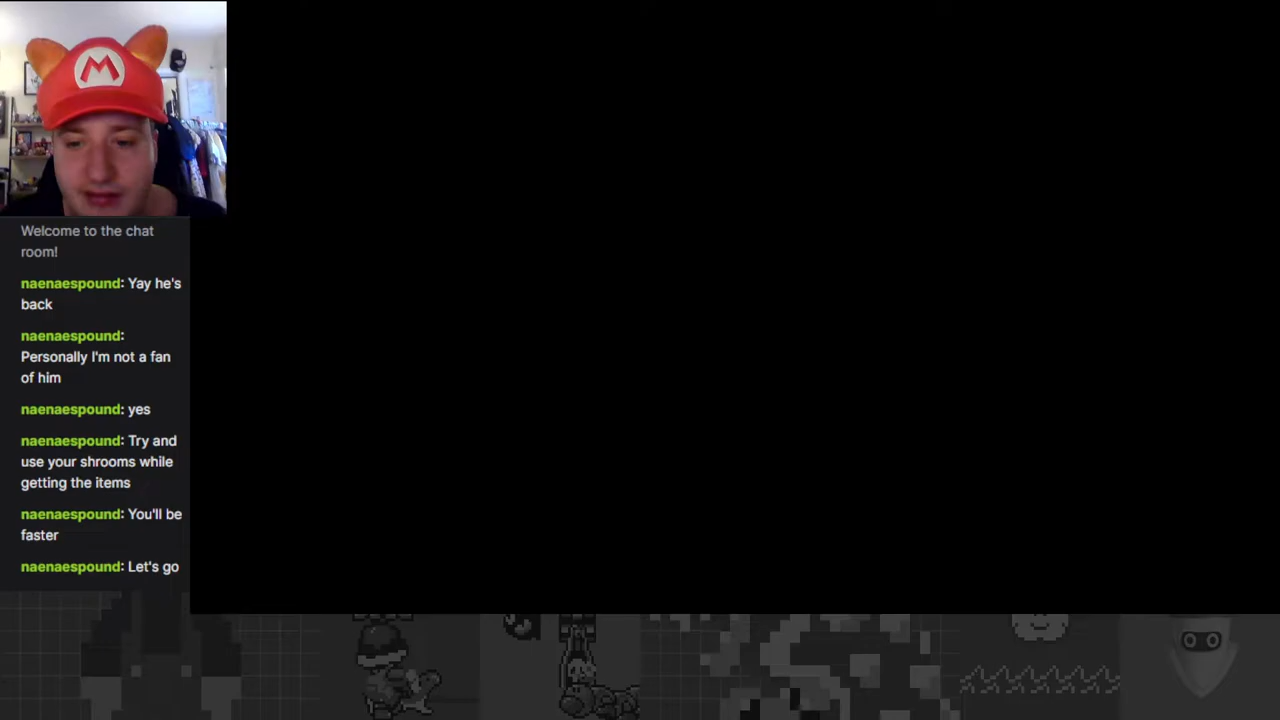 M
Welcome to the chat
room!
naenaespound: Yay he's
back
naenaespound:
Personally I'm not a fan
of him
naenaespound: yes
naenaespound: Try and
use your shrooms while
getting the items
naenaespound: You'll be
faster
naenaespound: Let's go